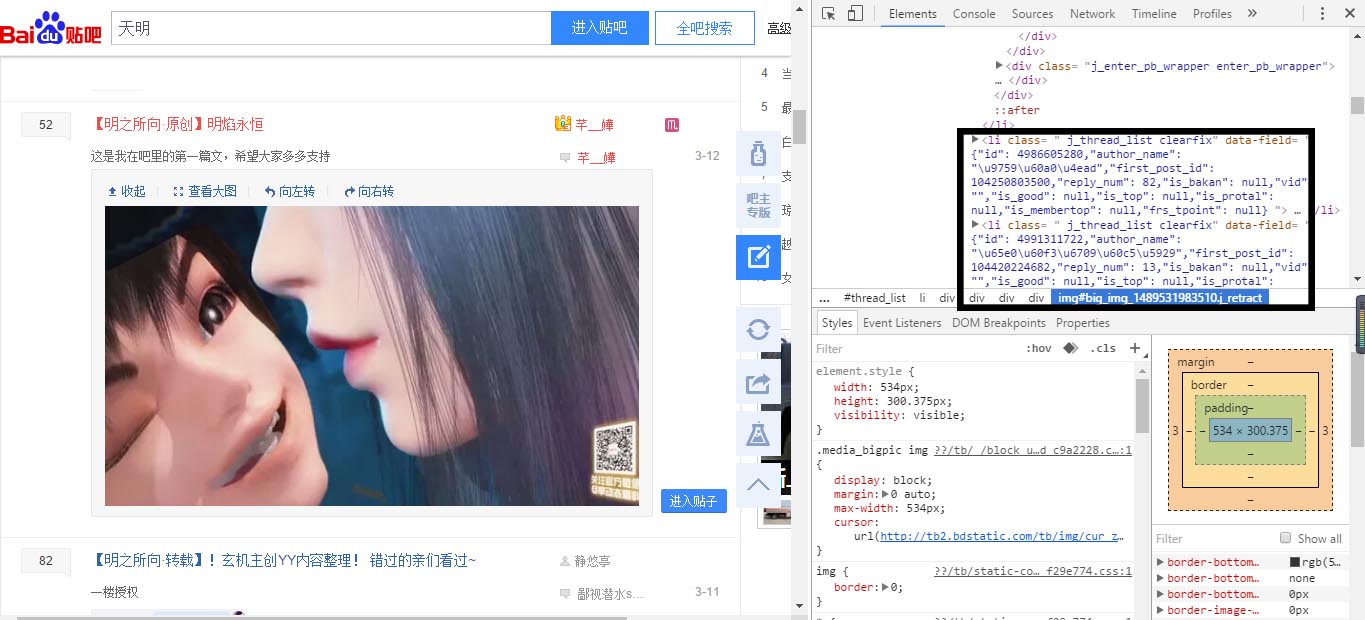 Bai du 贴吧
天明
进入贴吧
全吧搜索
高级
52
【明之所向·原创】明焰永恒
芊__嬅
这是我在吧里的第一篇文，希望大家多多支持
芊__嬅
3-12
收起
查看大图
向左转
向右转
进入贴子
82
【明之所向·转载】！玄机主创YY内容整理！ 错过的亲们看过~
静悠亭
一楼授权
鄙视潜水s...
3-11
4
5
吧主
专版
Elements Console Sources Network Timeline Profiles »
</div>
</div>
▶<div class= "j_enter_pb_wrapper enter_pb_wrapper">
… </div>
</div>
::after
</li>
▶<li class= " j_thread_list clearfix" data-field=
{"id": 4986605280,"author_name":
"\u9759\u60a0\u4ead","first_post_id":
104250803500,"reply_num": 82,"is_bakan": null,"vid"
"","is_good": null,"is_top": null,"is_protal":
null,"is_membertop": null,"frs_tpoint": null} "> … </li>
▶<li class= " j_thread_list clearfix" data-field=
{"id": 4991311722,"author_name":
"\u65e0\u60f3\u6709\u60c5\u5929","first_post_id":
104420224682,"reply_num": 13,"is_bakan": null,"vid"
"","is_good": null,"is_top": null,"is_protal":
... #thread_list li div div div div img#big_img_1489531983510.j_retract
Styles Event Listeners DOM Breakpoints Properties
Filter :hov .cls +
element.style {
width: 534px;
height: 300.375px;
visibility: visible;
}
.media_bigpic img ??/tb/_/block_u…d_c9a2228.c…:1
{
display: block;
margin:▶0 auto;
max-width: 534px;
cursor:
url(http://tb2.bdstatic.com/tb/img/cur_z…
}
img { ??/tb/static-co…_f29e774.css:1
border:▶0;
}
margin –
border –
padding–
3 – – 534 × 300.375 – – 3
–
–
–
Filter Show all
▶border-bottom… rgb(5…
▶border-bottom… none
▶border-bottom… 0px
▶border-image-… 0px